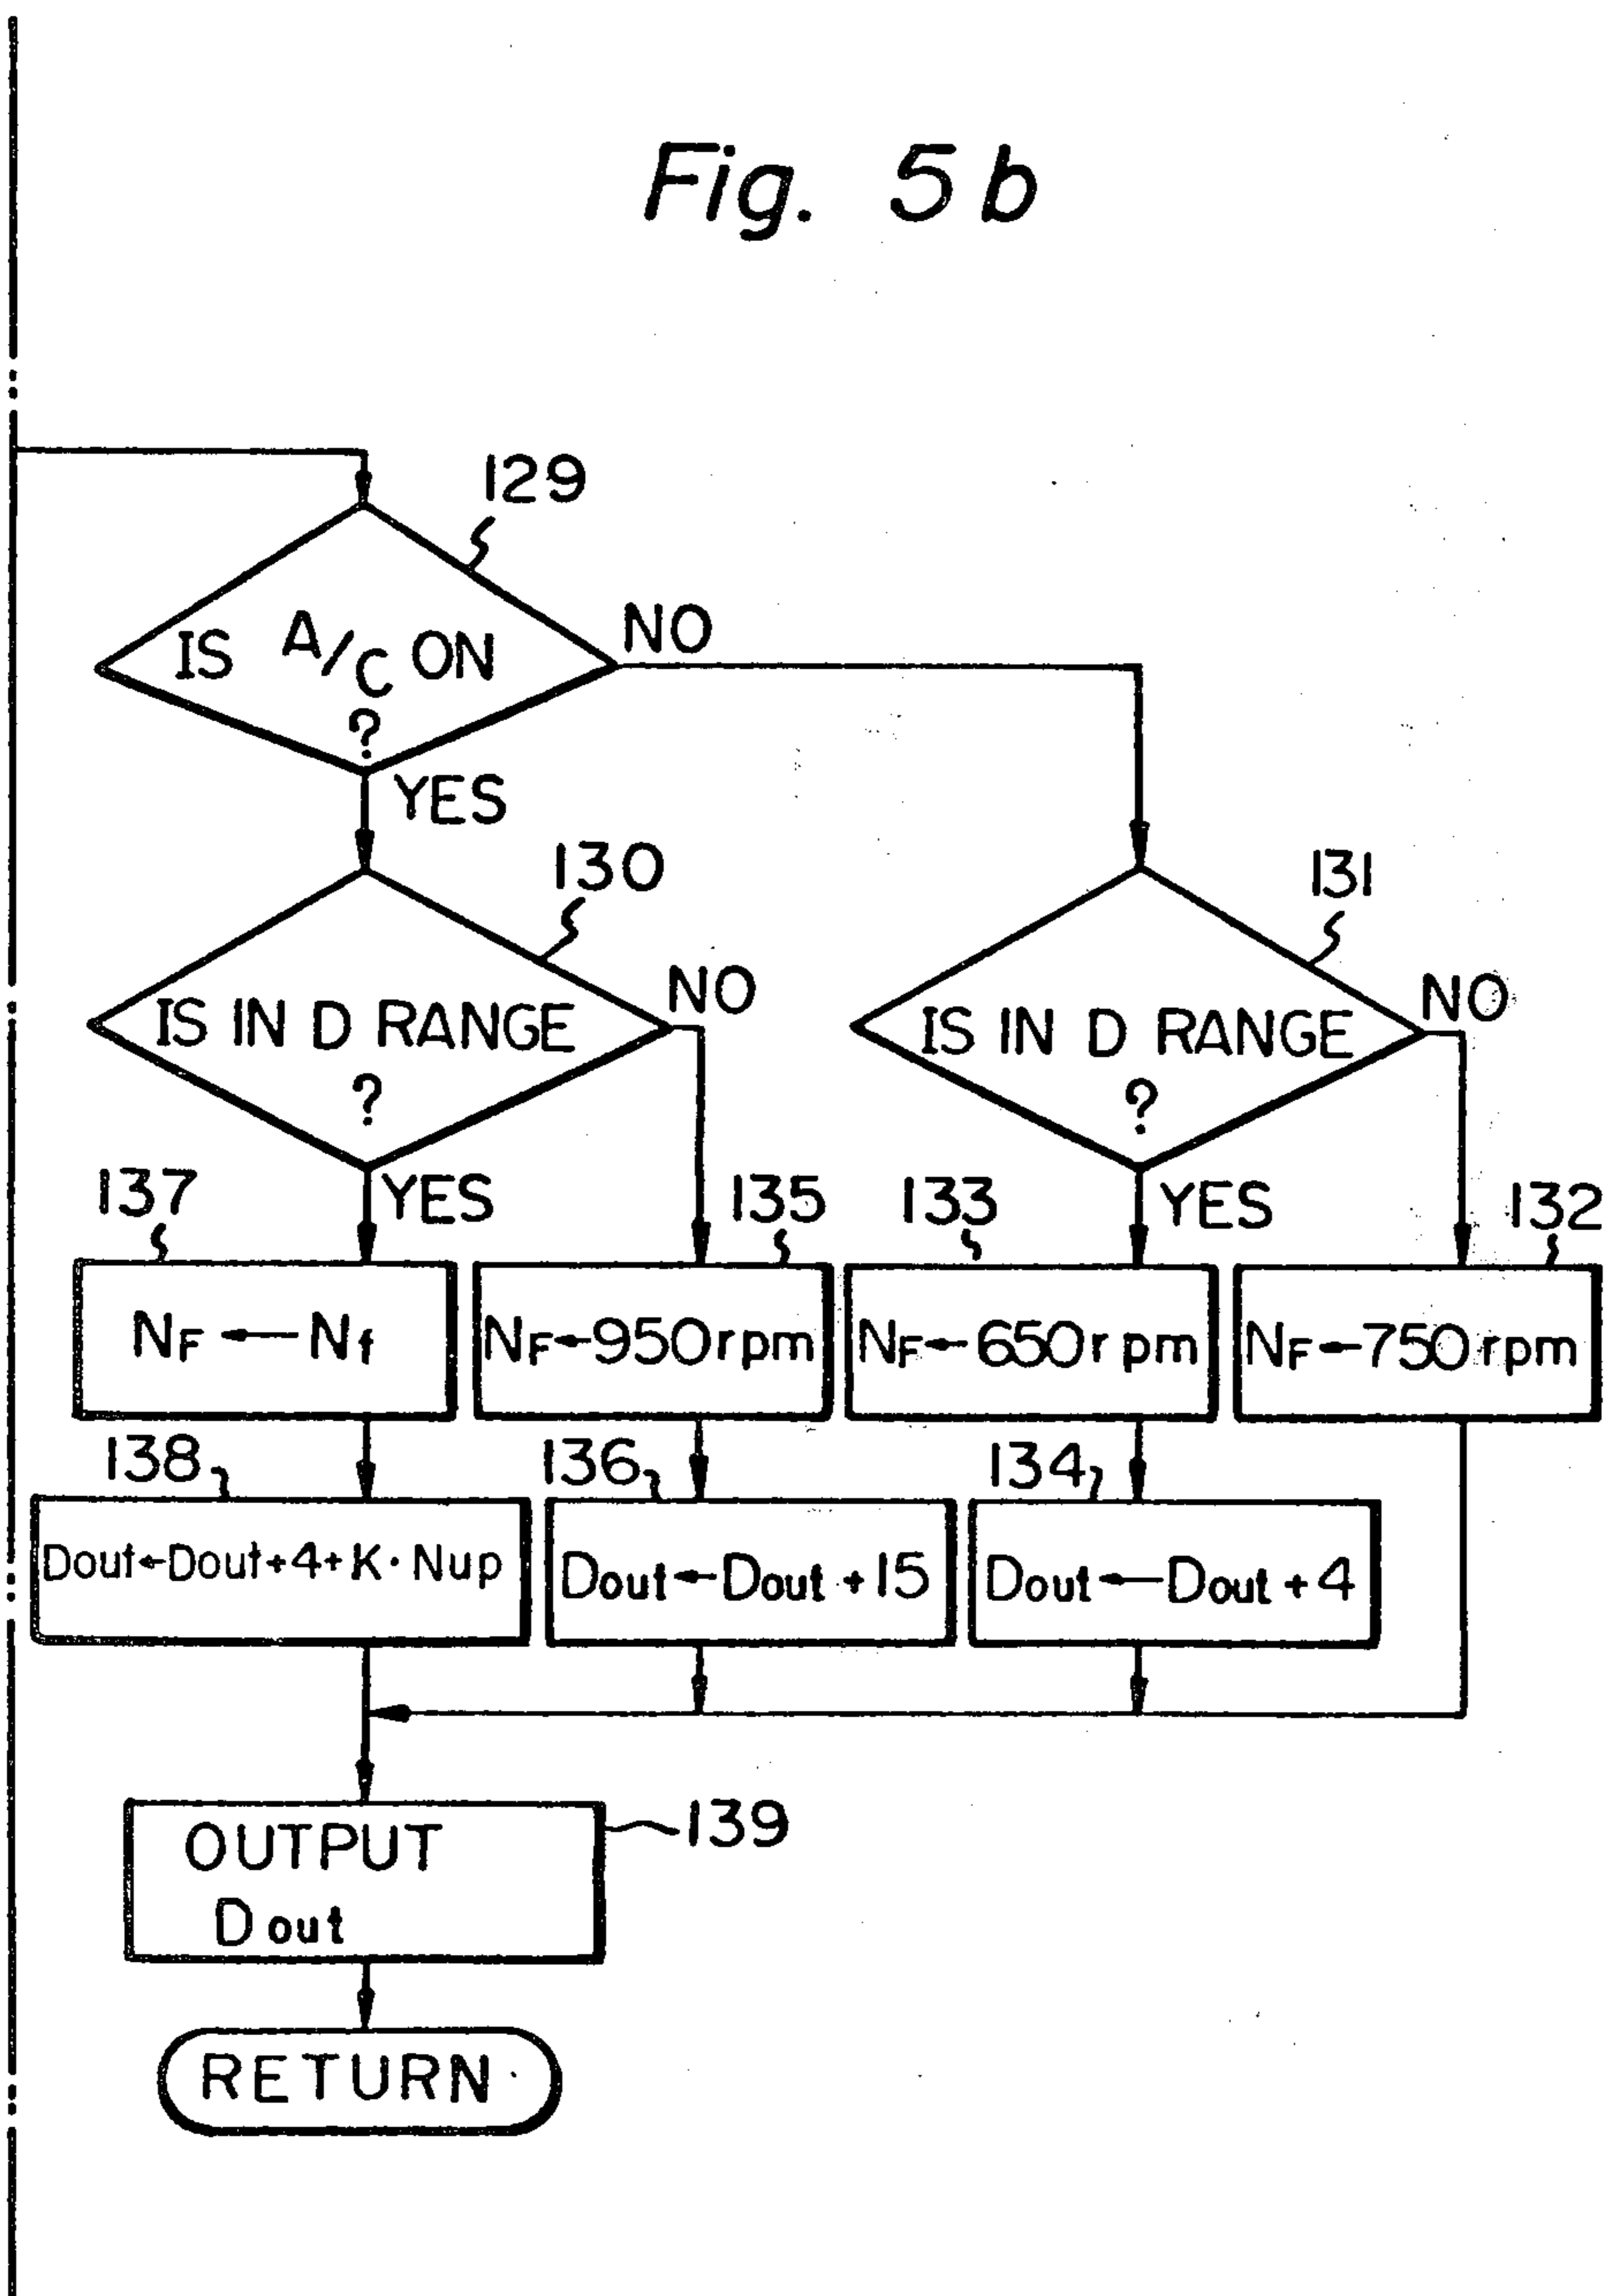 Fig. 5b
129
IS A/C ON
?
NO
YES
130
IS IN D RANGE
?
NO
YES
131
IS IN D RANGE
?
NO
YES
137
NF ← Nf
135
NF←950rpm
133
NF←650rpm
132
NF←750rpm
138
Dout←Dout+4+K·Nup
136
Dout←Dout+15
134
Dout←Dout+4
139
OUTPUT
Dout
RETURN